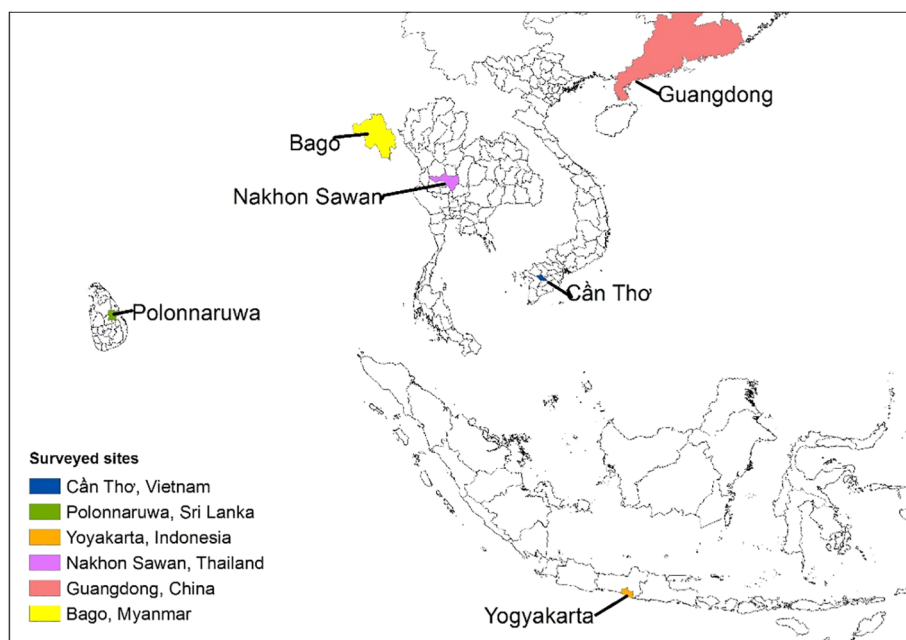 Guangdong
Bago
Nakhon Sawan
Cần Thơ
Polonnaruwa
Surveyed sites
Cần Thơ, Vietnam
Polonnaruwa, Sri Lanka
Yoyakarta, Indonesia
Nakhon Sawan, Thailand
Guangdong, China
Bago, Myanmar
Yogyakarta